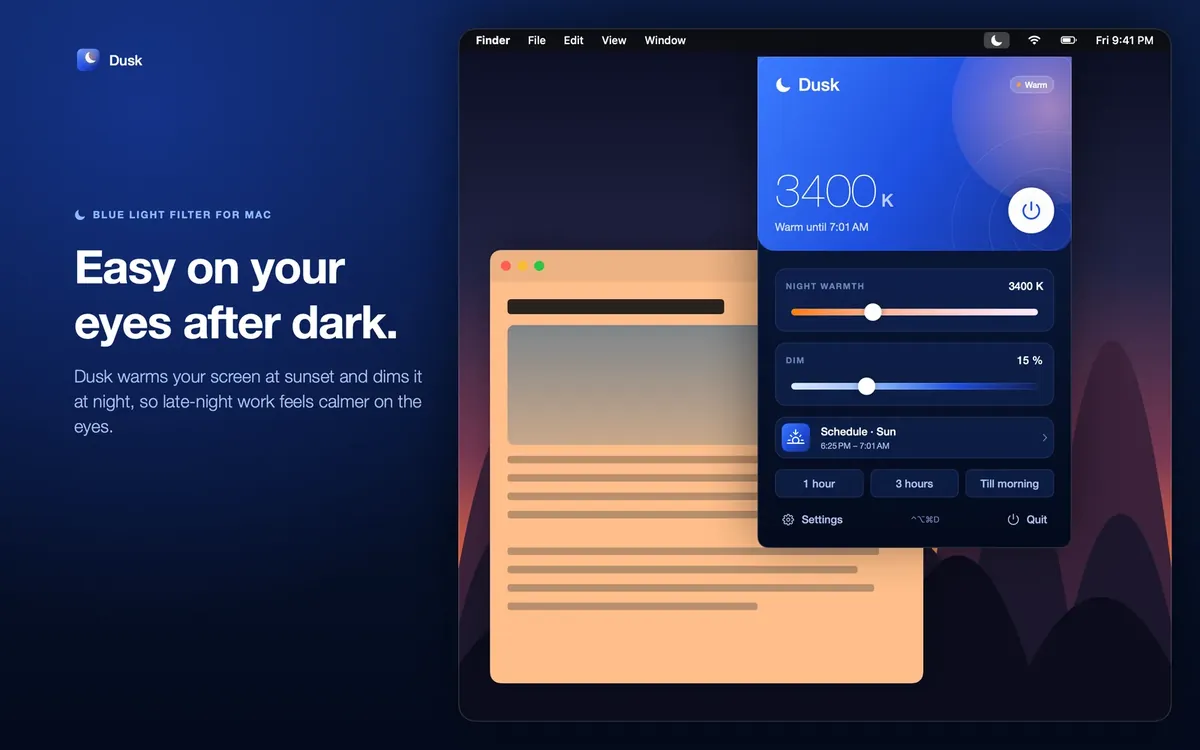 Dusk
BLUE LIGHT FILTER FOR MAC
Easy on your
eyes after dark.
Dusk warms your screen at sunset and dims it
at night, so late-night work feels calmer on the
eyes.
Finder File Edit View Window Fri 9:41 PM
Dusk
Warm
3400 K
Warm until 7:01 AM
NIGHT WARMTH 3400 K
DIM 15 %
Schedule · Sun
6:25 PM – 7:01 AM
1 hour 3 hours Till morning
Settings ^⌥⌘D Quit